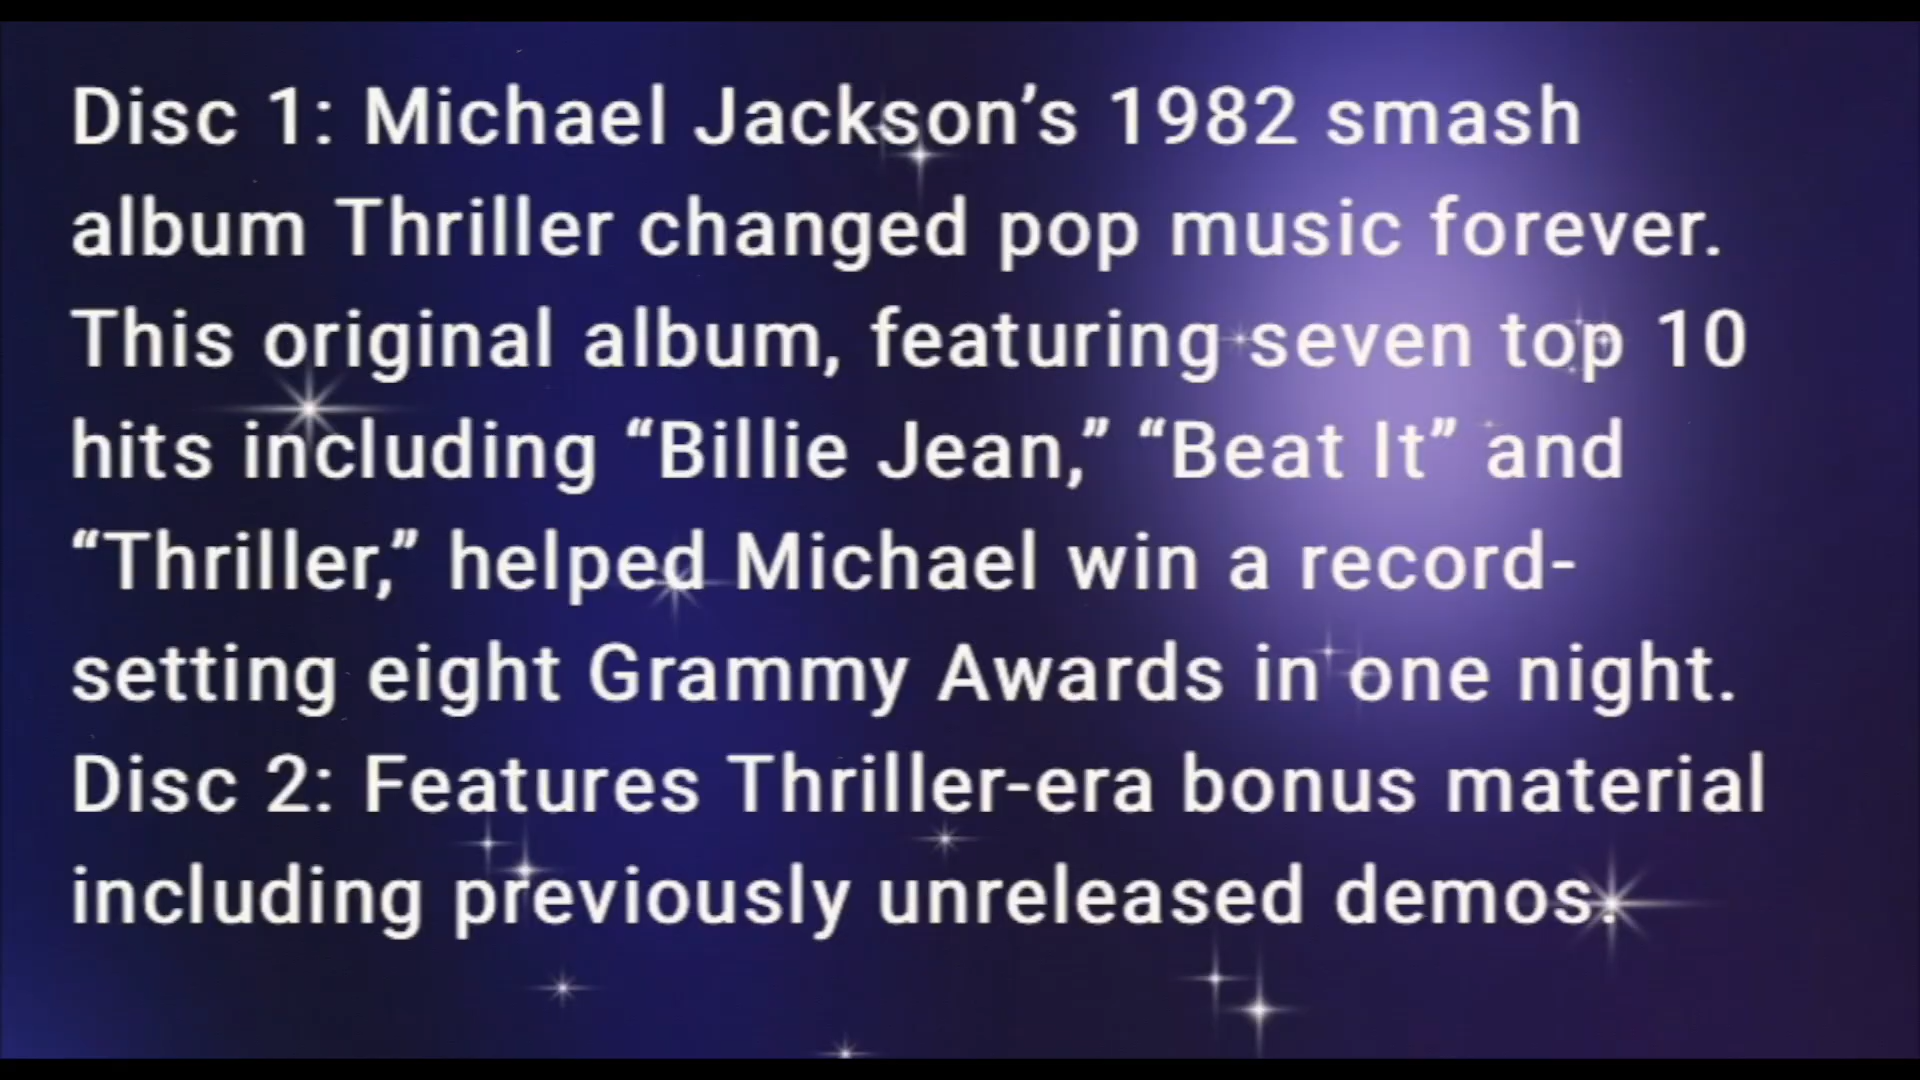 Disc 1: Michael Jackson’s 1982 smash
album Thriller changed pop music forever.
This original album, featuring seven top 10
hits including “Billie Jean,” “Beat It” and
“Thriller,” helped Michael win a record-
setting eight Grammy Awards in one night.
Disc 2: Features Thriller-era bonus material
including previously unreleased demos.